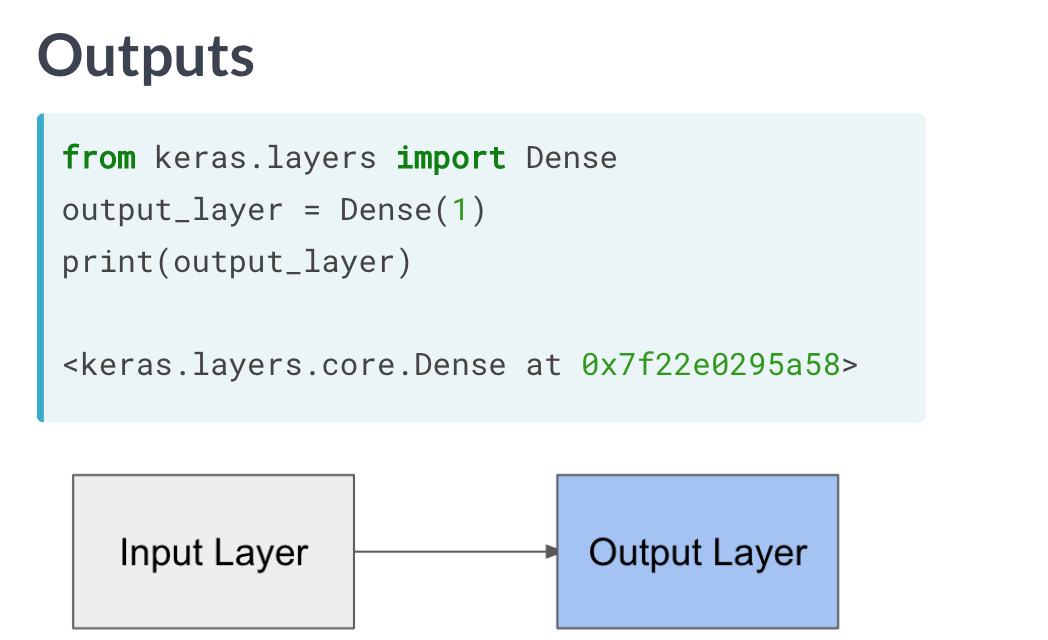 Outputs
from keras.layers import Dense
output_layer = Dense(1)
print(output_layer)
<keras.layers.core.Dense at 0x7f22e0295a58>
Input Layer
Output Layer